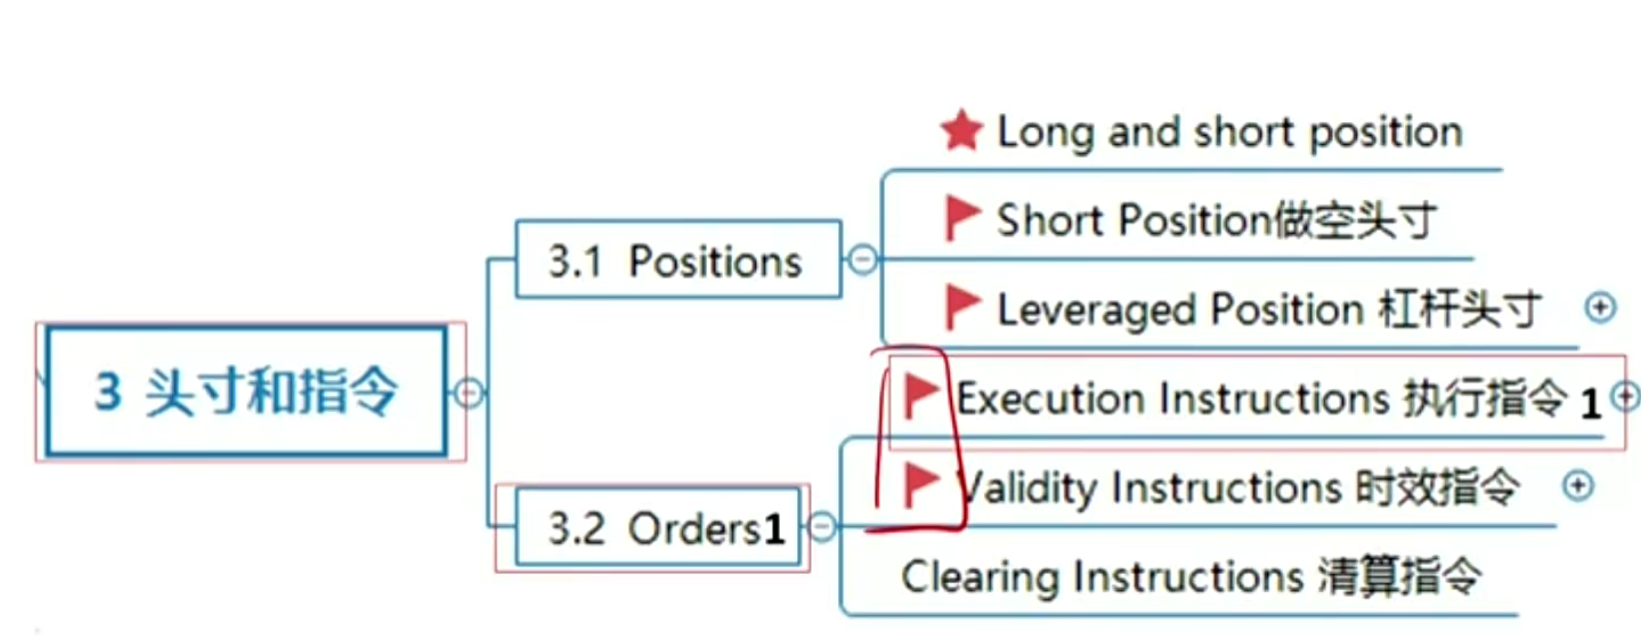 3 头寸和指令
3.1 Positions
Long and short position
Short Position做空头寸
Leveraged Position 杠杆头寸
3.2 Orders1
Execution Instructions 执行指令 1
Validity Instructions 时效指令
Clearing Instructions 清算指令